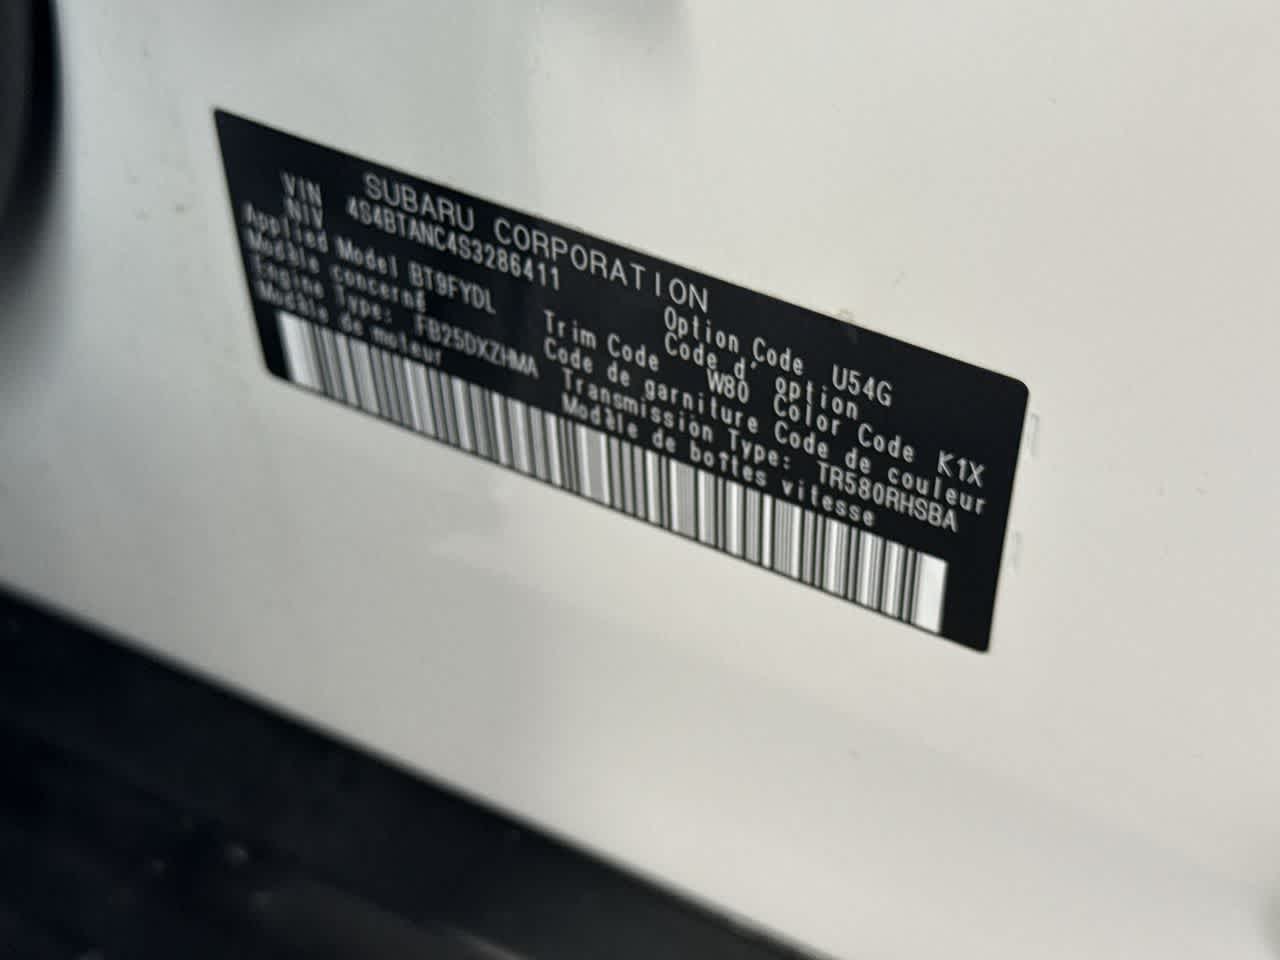 SUBARU CORPORATION
VIN
NIV 4S4BTANC4S3286411
Applied Model BT9FYDL
Modèle concerné
Engine Type: FB25DXZHMA
Modèle de moteur
Option Code U54G
Code d'option
Trim Code W80 Color Code K1X
Code de garniture Code de couleur
Transmission Type: TR580RHSBA
Modèle de boîtes vitesse